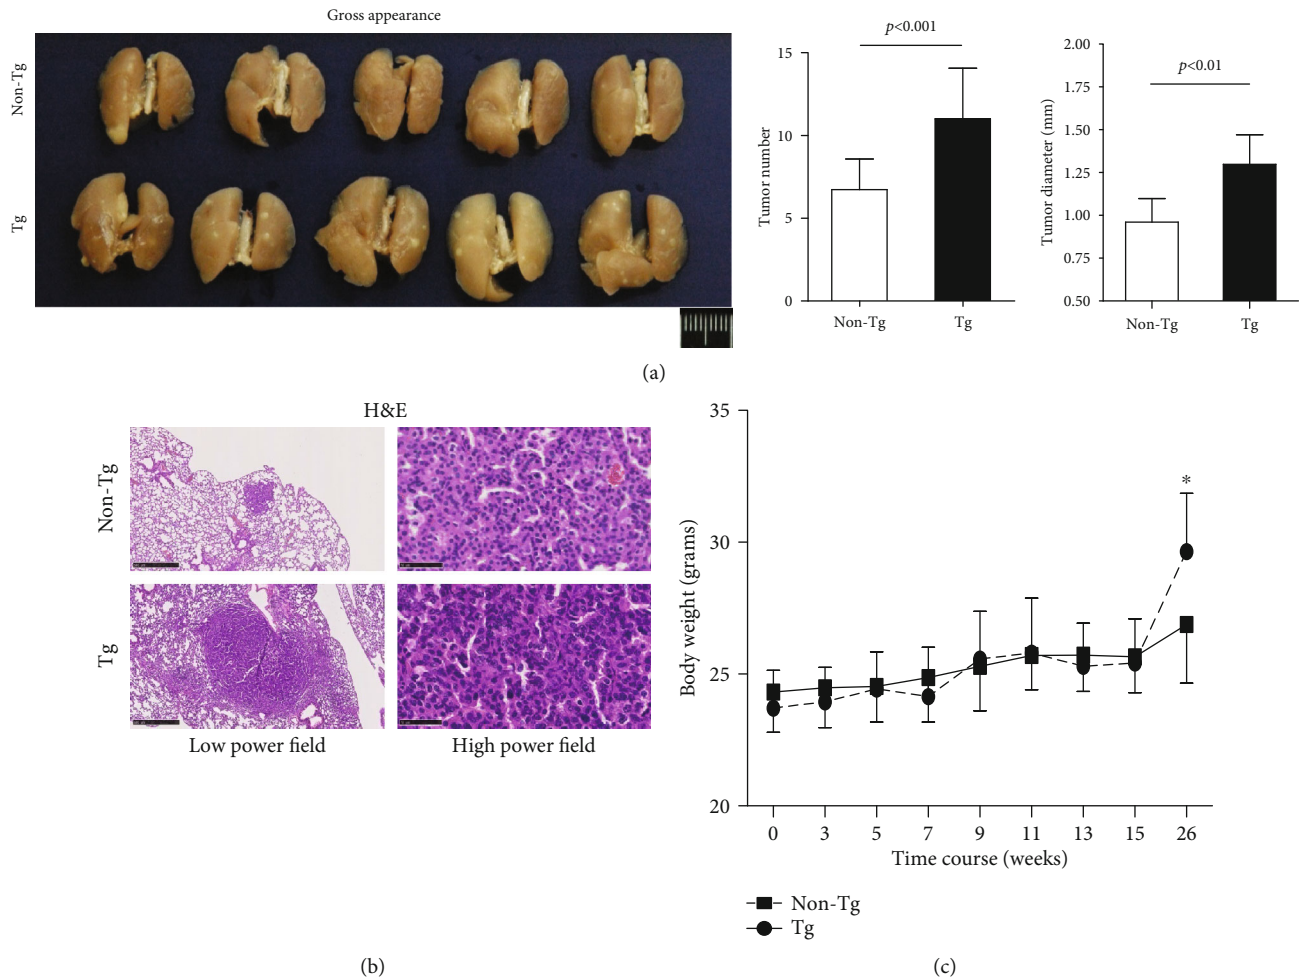 Gross appearance
Non-Tg
Tg
p<0.001
Tumor number
15
10
5
0
Non-Tg
Tg
p<0.01
Tumor diameter (mm)
2.00
1.75
1.50
1.25
1.00
0.75
0.50
Non-Tg
Tg
(a)
H&E
Non-Tg
Tg
Low power field
High power field
(b)
Body weight (grams)
35
30
25
20
*
0 3 5 7 9 11 13 15 26
Time course (weeks)
Non-Tg
Tg
(c)